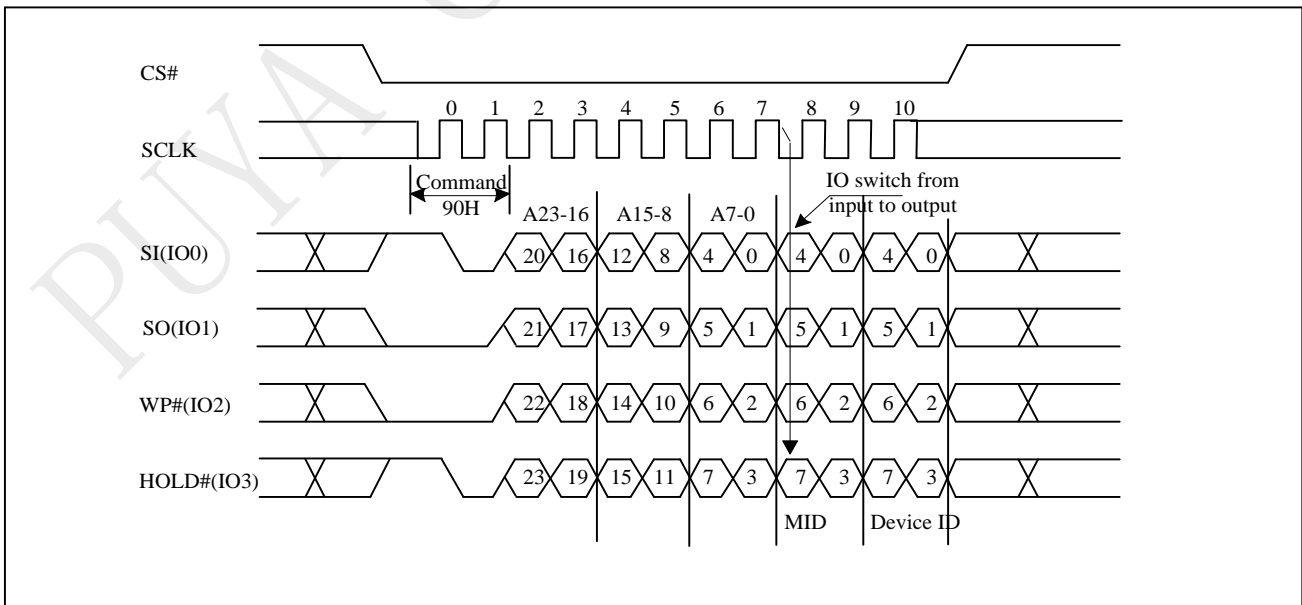 PUYA
CS#
0 1 2 3 4 5 6 7 8 9 10
SCLK
Command
90H
IO switch from
input to output
A23-16 A15-8 A7-0
SI(IO0) 20 16 12 8 4 0 4 0 4 0
SO(IO1) 21 17 13 9 5 1 5 1 5 1
WP#(IO2) 22 18 14 10 6 2 6 2 6 2
HOLD#(IO3) 23 19 15 11 7 3 7 3 7 3
MID Device ID